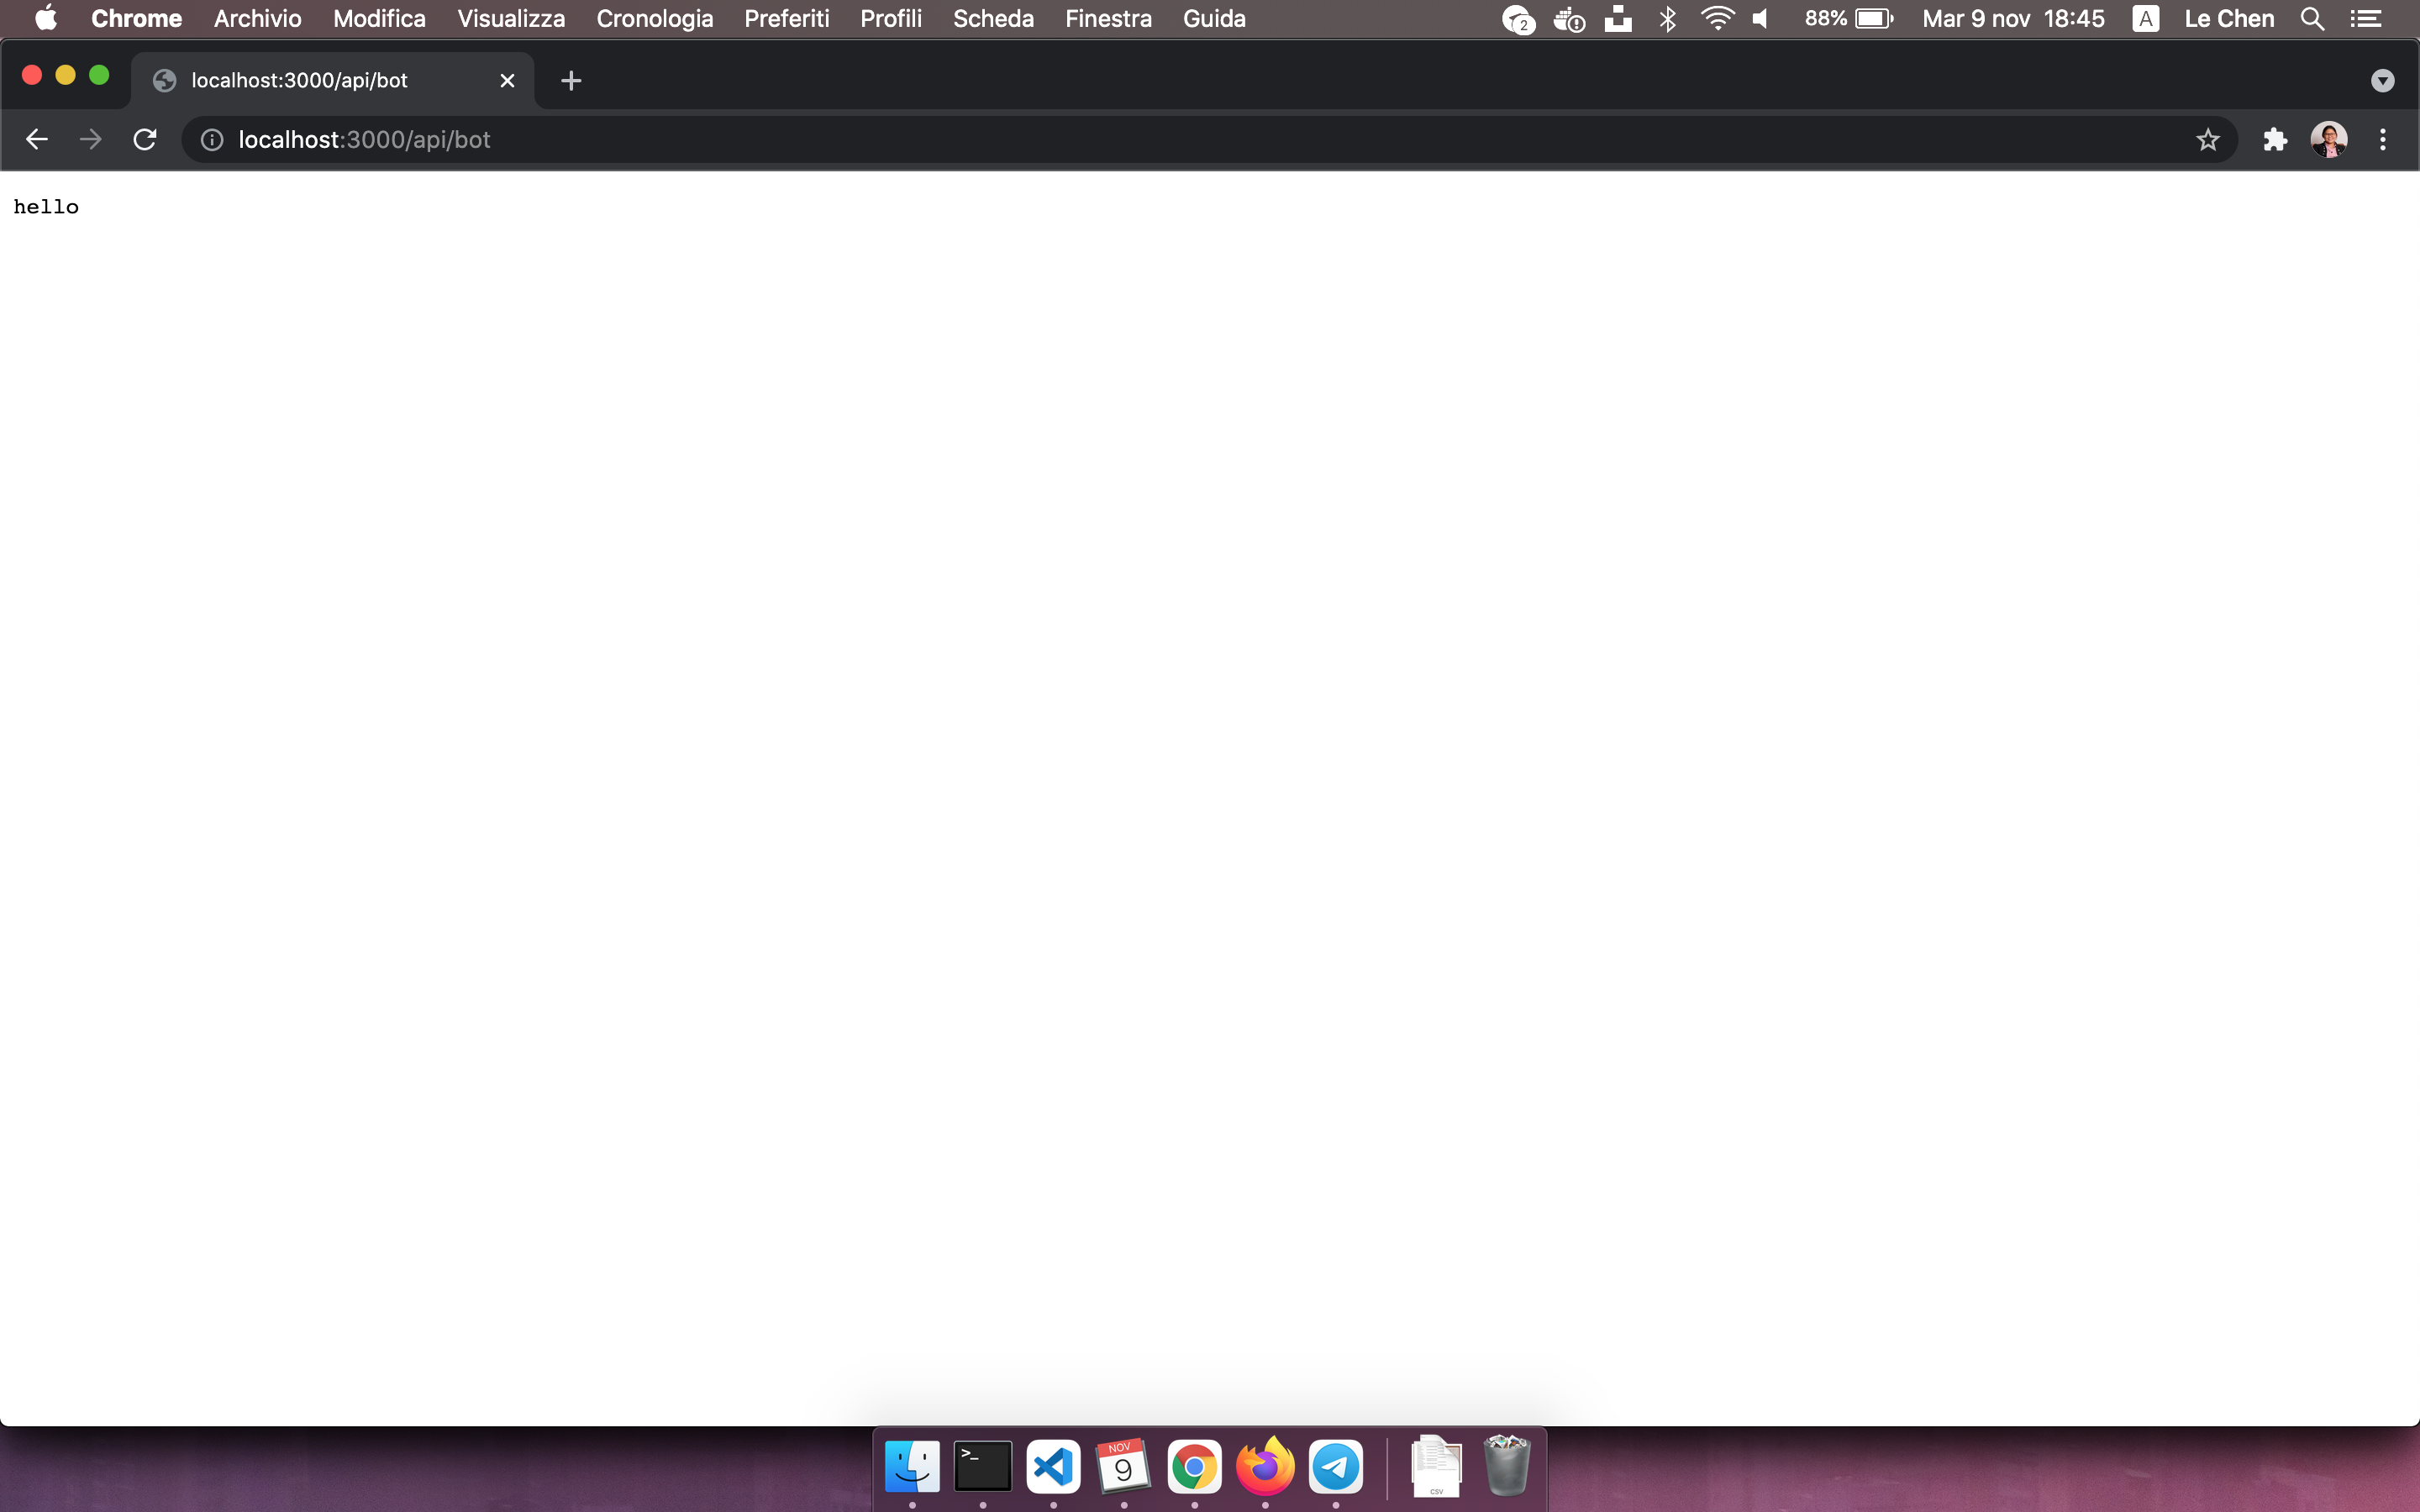 Chrome Archivio Modifica Visualizza Cronologia Preferiti Profili Scheda Finestra Guida 2 88% Mar 9 nov 18:45 A Le Chen
localhost:3000/api/bot
localhost:3000/api/bot
hello
>_
NOV
9
CSV